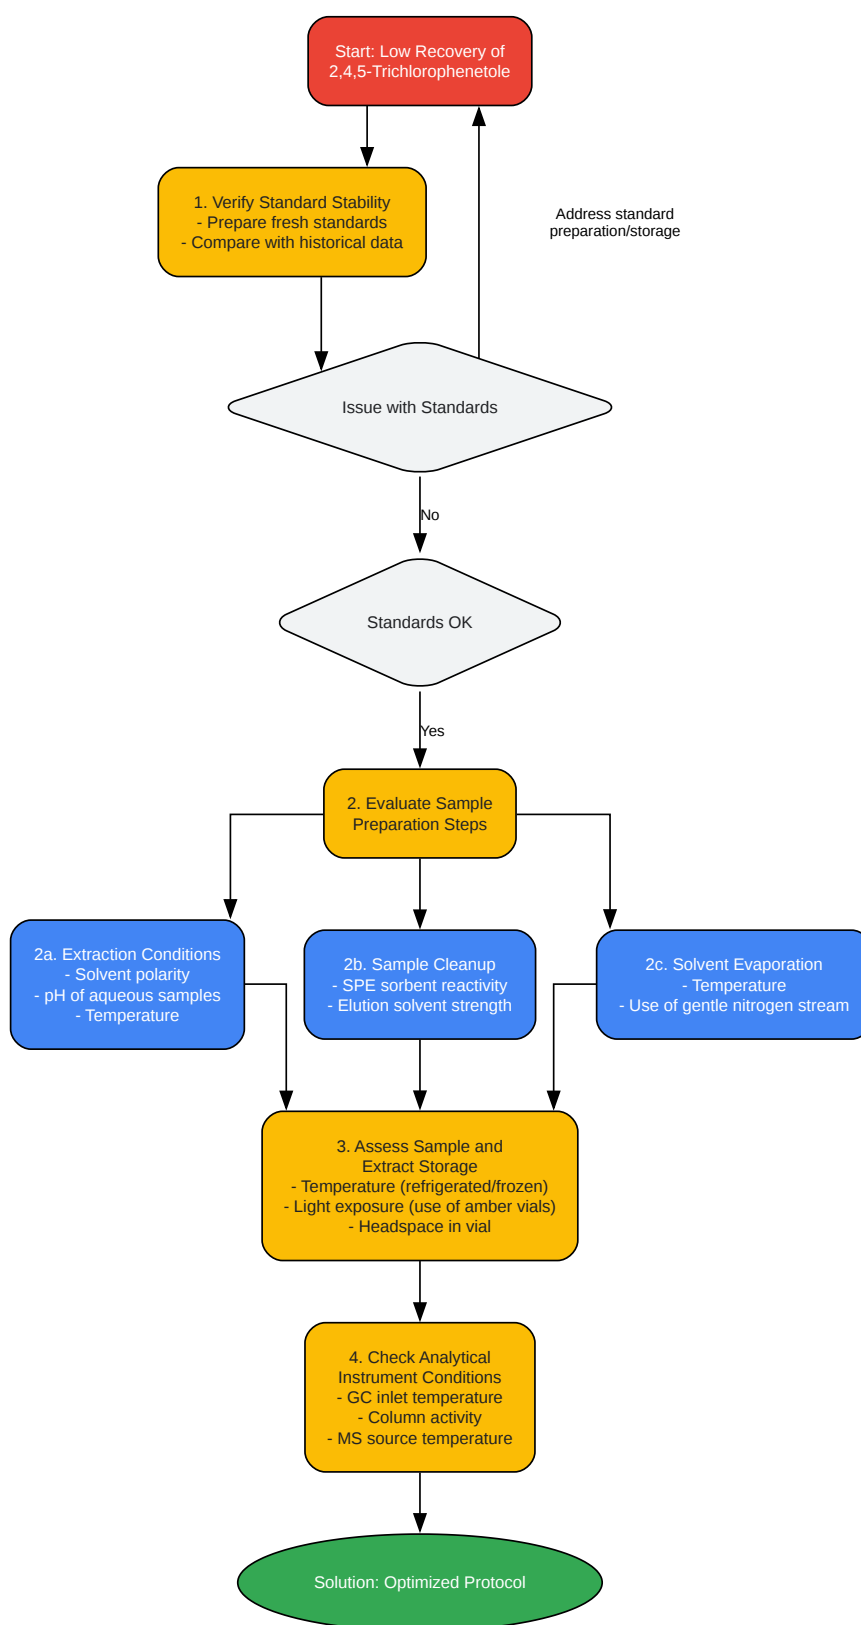 Start: Low Recovery of
2,4,5-Trichlorophenetole
1. Verify Standard Stability
- Prepare fresh standards
- Compare with historical data
Address standard
preparation/storage
Issue with Standards
No
Standards OK
Yes
2. Evaluate Sample
Preparation Steps
2a. Extraction Conditions
- Solvent polarity
- pH of aqueous samples
- Temperature
2b. Sample Cleanup
- SPE sorbent reactivity
- Elution solvent strength
2c. Solvent Evaporation
- Temperature
- Use of gentle nitrogen stream
3. Assess Sample and
Extract Storage
- Temperature (refrigerated/frozen)
- Light exposure (use of amber vials)
- Headspace in vial
4. Check Analytical
Instrument Conditions
- GC inlet temperature
- Column activity
- MS source temperature
Solution: Optimized Protocol